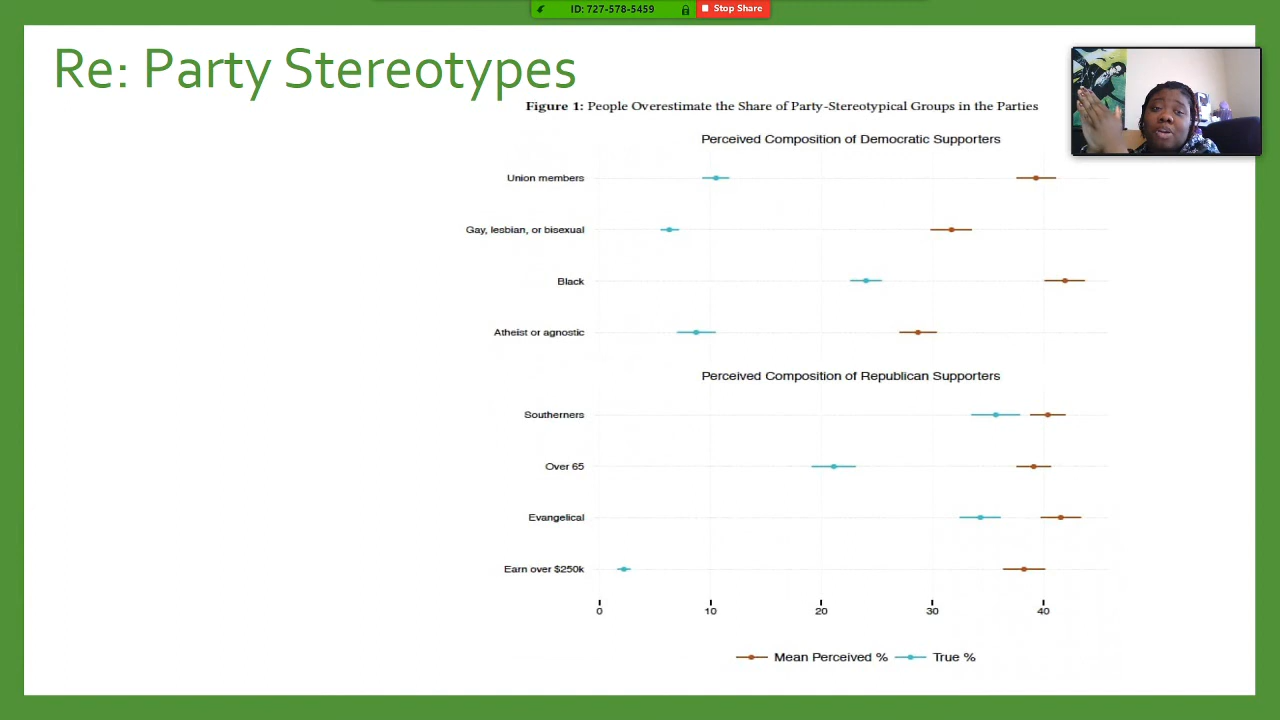 ID: 727-578-5459
Stop Share
Re: Party Stereotypes
Figure 1: People Overestimate the Share of Party-Stereotypical Groups in the Parties
Perceived Composition of Democratic Supporters
Union members
Gay, lesbian, or bisexual
Black
Atheist or agnostic
Perceived Composition of Republican Supporters
Southerners
Over 65
Evangelical
Earn over $250k
0 10 20 30 40
Mean Perceived % True %